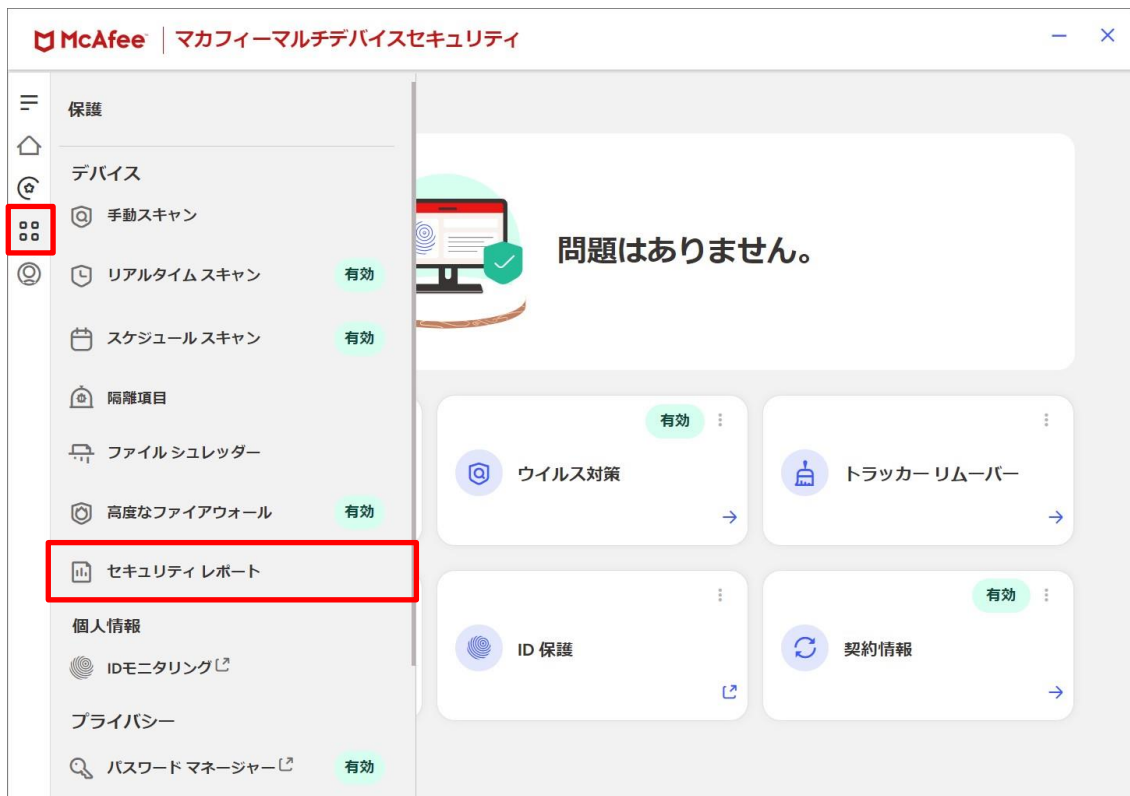 McAfee マカフィーマルチデバイスセキュリティ
保護
デバイス
手動スキャン
リアルタイム スキャン 有効
スケジュール スキャン 有効
隔離項目
ファイル シュレッダー
高度なファイアウォール 有効
セキュリティ レポート
個人情報
IDモニタリング
プライバシー
パスワード マネージャー 有効
問題はありません。
有効
ウイルス対策
トラッカー リムーバー
ID 保護
有効
契約情報